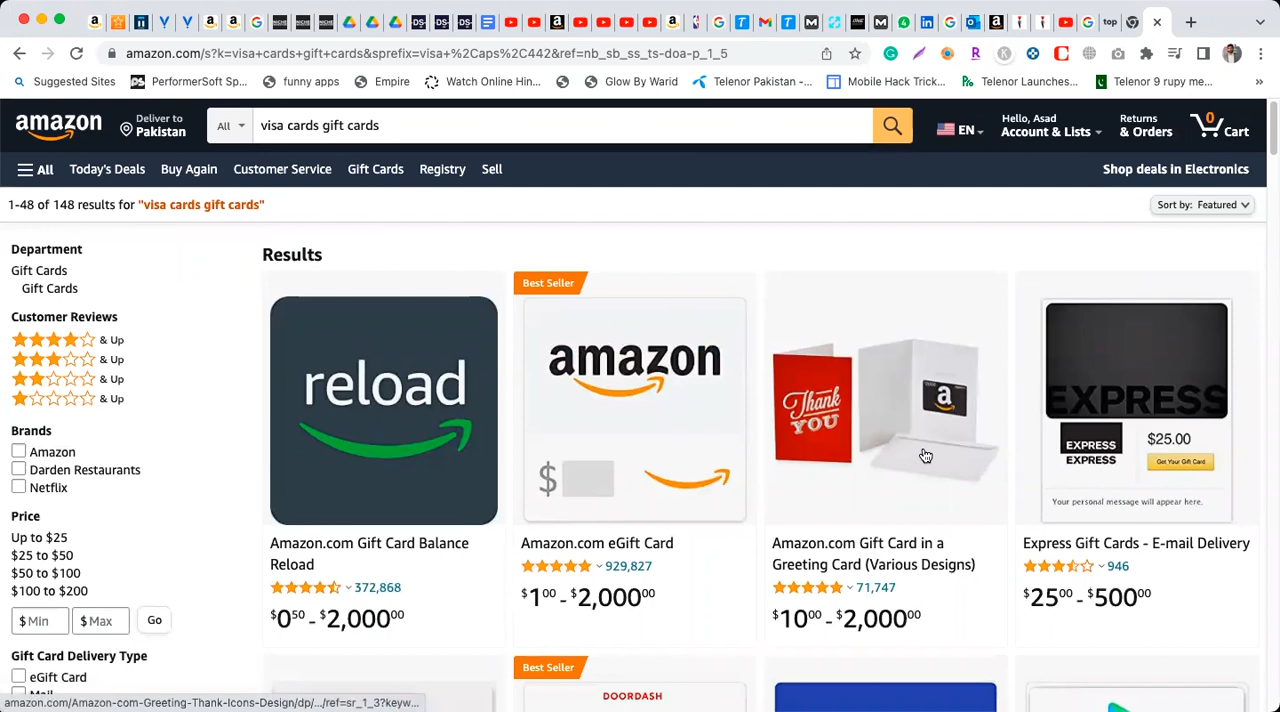 top
amazon.com/s?k=visa+cards+gift+cards&sprefix=visa+%2Caps%2C442&ref=nb_sb_ss_ts-doa-p_1_5
Suggested Sites
PerformerSoft Sp...
funny apps
Empire
Watch Online Hin...
Glow By Warid
Telenor Pakistan -...
Mobile Hack Trick...
Telenor Launches...
Telenor 9 rupy me...
»
amazon
Deliver to
Pakistan
All
visa cards gift cards
EN
Hello, Asad
Account & Lists
Returns
& Orders
0
Cart
All
Today's Deals
Buy Again
Customer Service
Gift Cards
Registry
Sell
Shop deals in Electronics
1-48 of 148 results for "visa cards gift cards"
Sort by: Featured
Department
Gift Cards
Gift Cards
Customer Reviews
& Up
& Up
& Up
& Up
Brands
Amazon
Darden Restaurants
Netflix
Price
Up to $25
$25 to $50
$50 to $100
$100 to $200
$ Min
$ Max
Go
Gift Card Delivery Type
eGift Card
Results
reload
Amazon.com Gift Card Balance
Reload
372,868
$0.50 - $2,000.00
Best Seller
amazon
$
Amazon.com eGift Card
929,827
$1.00 - $2,000.00
Thank
YOU
a
Amazon.com Gift Card in a
Greeting Card (Various Designs)
71,747
$10.00 - $2,000.00
EXPRESS
EXPRESS
EXPRESS
$25.00
Get Your Gift Card
Your personal message will appear here.
Express Gift Cards - E-mail Delivery
946
$25.00 - $500.00
Best Seller
DOORDASH
amazon.com/Amazon-com-Greeting-Thank-Icons-Design/dp/.../ref=sr_1_3?keyw...